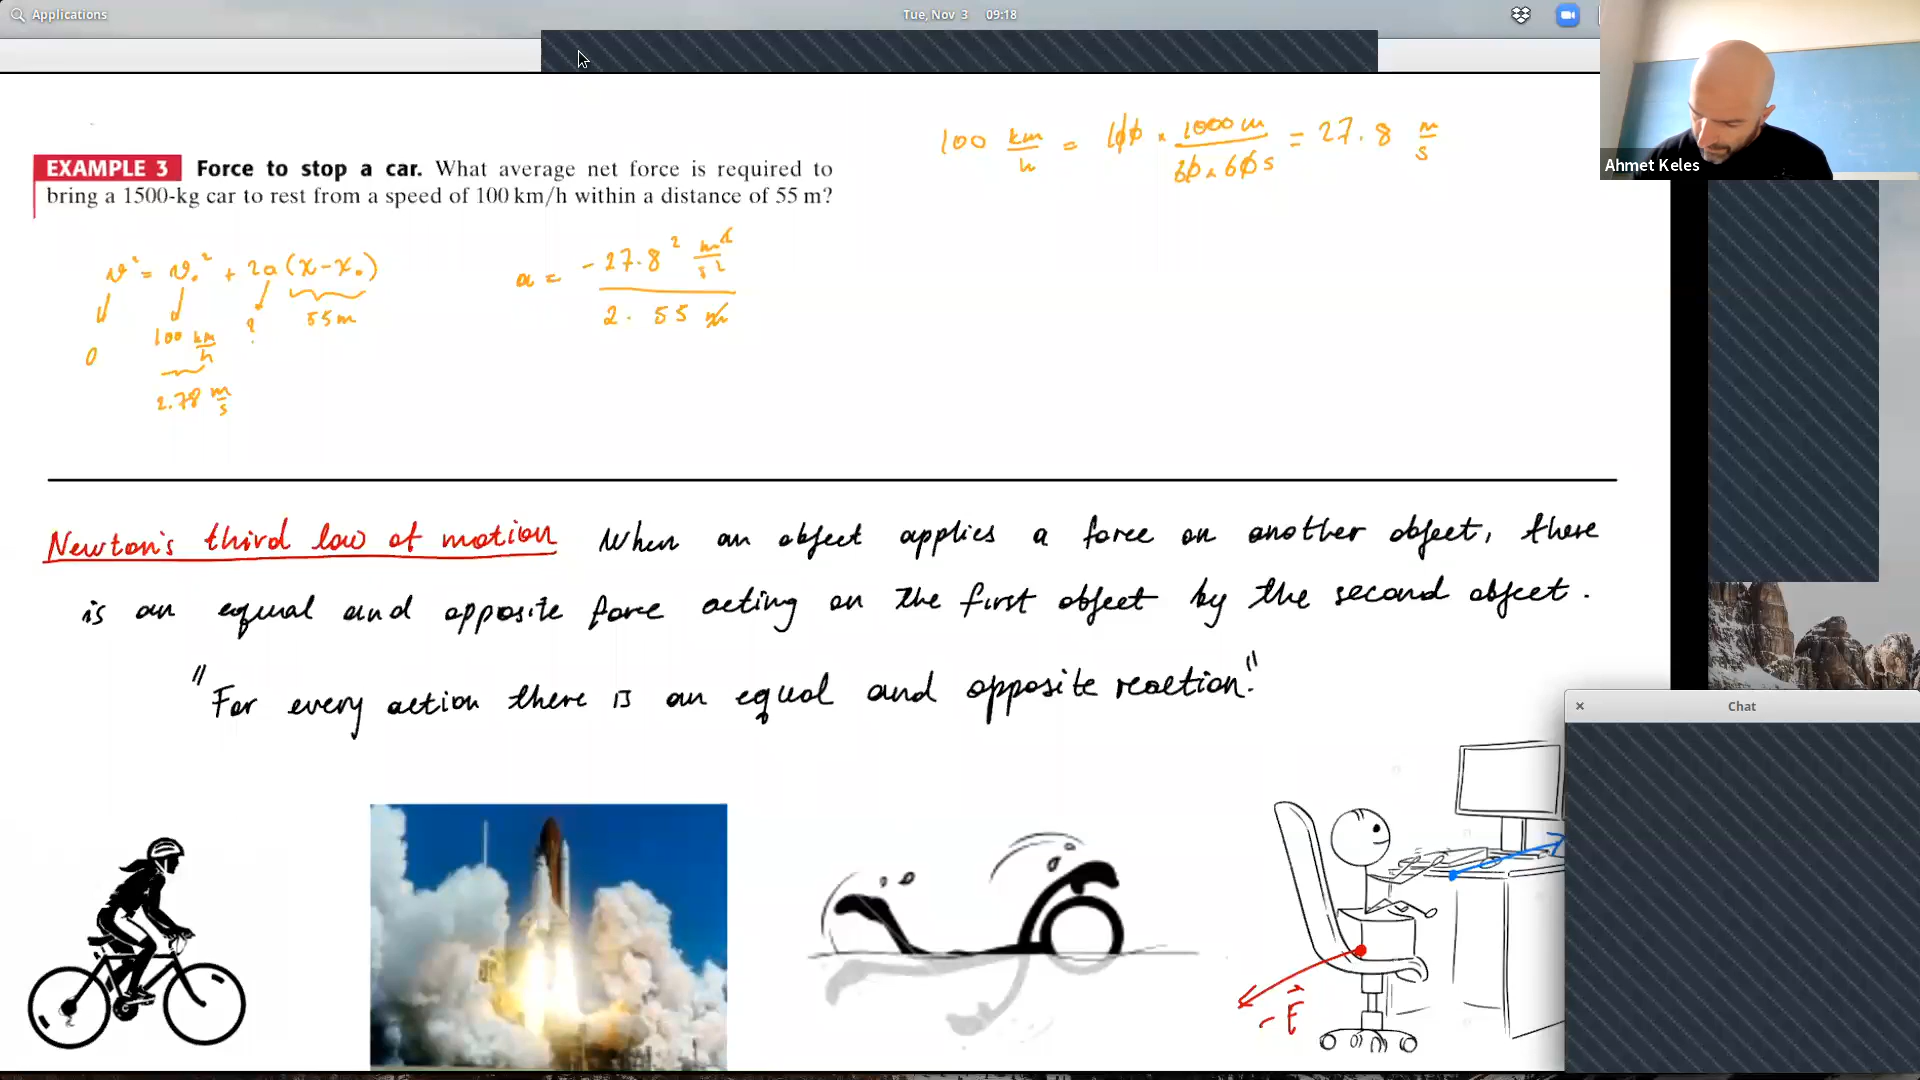 Applications
Tue, Nov 3 09:18
Ahmet Keles
100 km/h = 100 × 1000 m / 60 × 60 s = 27.8 m/s
EXAMPLE 3 Force to stop a car. What average net force is required to
bring a 1500-kg car to rest from a speed of 100 km/h within a distance of 55 m?
v² = v₀² + 2a (x - x₀)
0
100 km/h
?
55 m
2.78 m/s
a = -27.8² m²/s² / 2 . 55 m
Newton's third law of motion When an object applies a force on another object, there
is an equal and opposite force acting on the first object by the second object.
"For every action there is an equal and opposite reaction."
Chat
-F